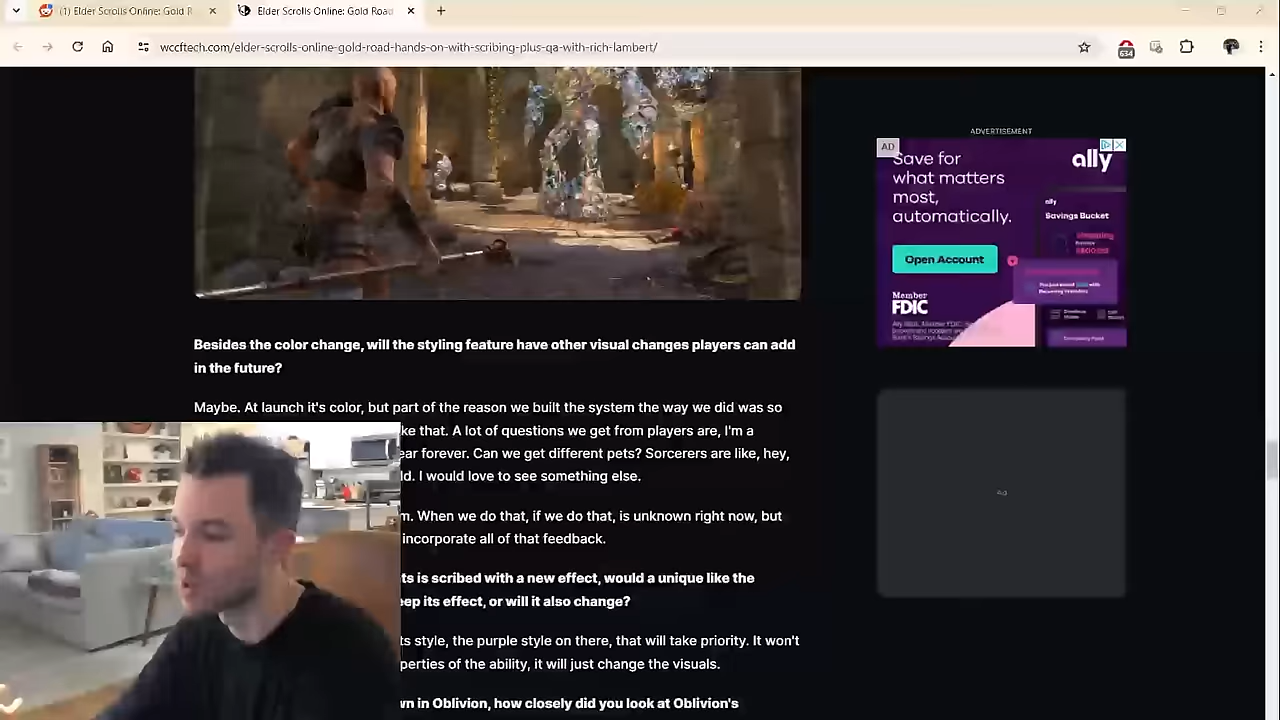 (1) Elder Scrolls Online: Gold R
Elder Scrolls Online: Gold Roa
wccftech.com/elder-scrolls-online-gold-road-hands-on-with-scribing-plus-qa-with-rich-lambert/
634
ADVERTISEMENT
AD
Save for
what matters
most,
automatically.
ally
ally
Savings Bucket
Open Account
Member
FDIC
Besides the color change, will the styling feature have other visual changes players can add
in the future?
Maybe. At launch it's color, but part of the reason we built the system the way we did was so
ke that. A lot of questions we get from players are, I'm a
ear forever. Can we get different pets? Sorcerers are like, hey,
ld. I would love to see something else.
m. When we do that, if we do that, is unknown right now, but
incorporate all of that feedback.
ts is scribed with a new effect, would a unique like the
eep its effect, or will it also change?
ts style, the purple style on there, that will take priority. It won't
perties of the ability, it will just change the visuals.
wn in Oblivion, how closely did you look at Oblivion's
Ad